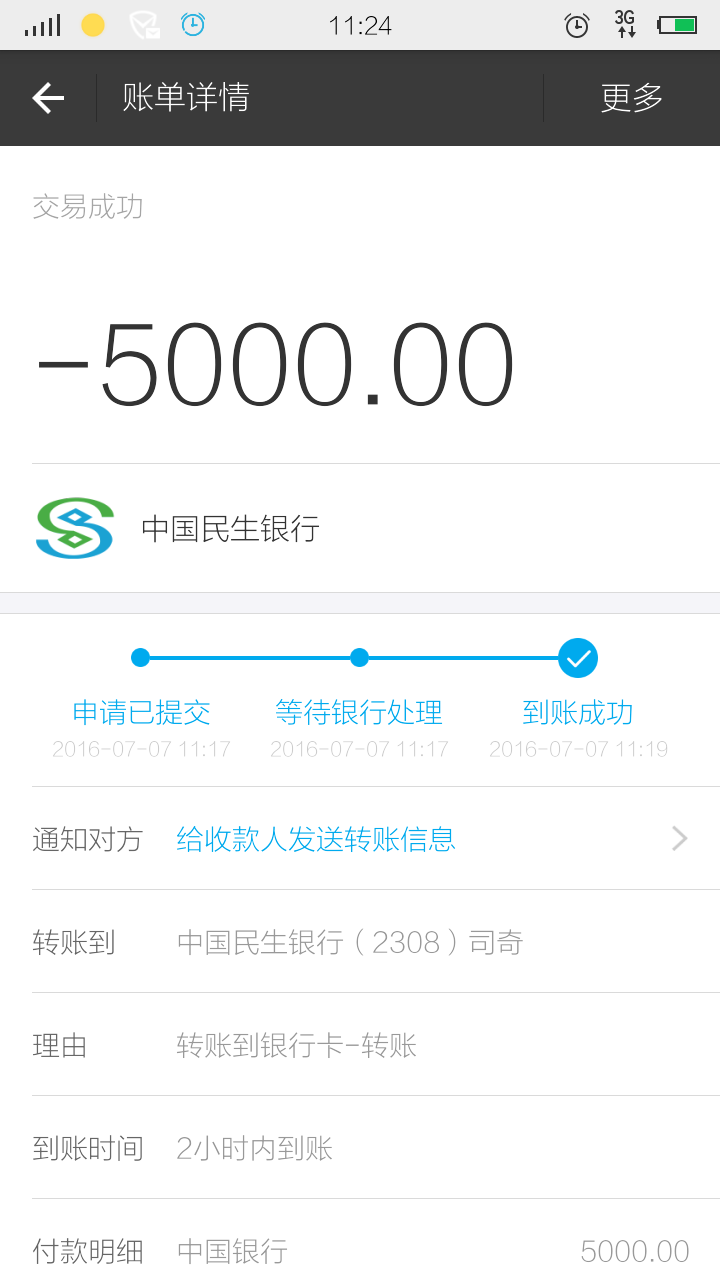 11:24
3G
账单详情 更多
交易成功
-5000.00
中国民生银行
申请已提交 等待银行处理 到账成功
2016-07-07 11:17 2016-07-07 11:17 2016-07-07 11:19
通知对方 给收款人发送转账信息
转账到 中国民生银行（2308）司奇
理由 转账到银行卡-转账
到账时间 2小时内到账
付款明细 中国银行 5000.00